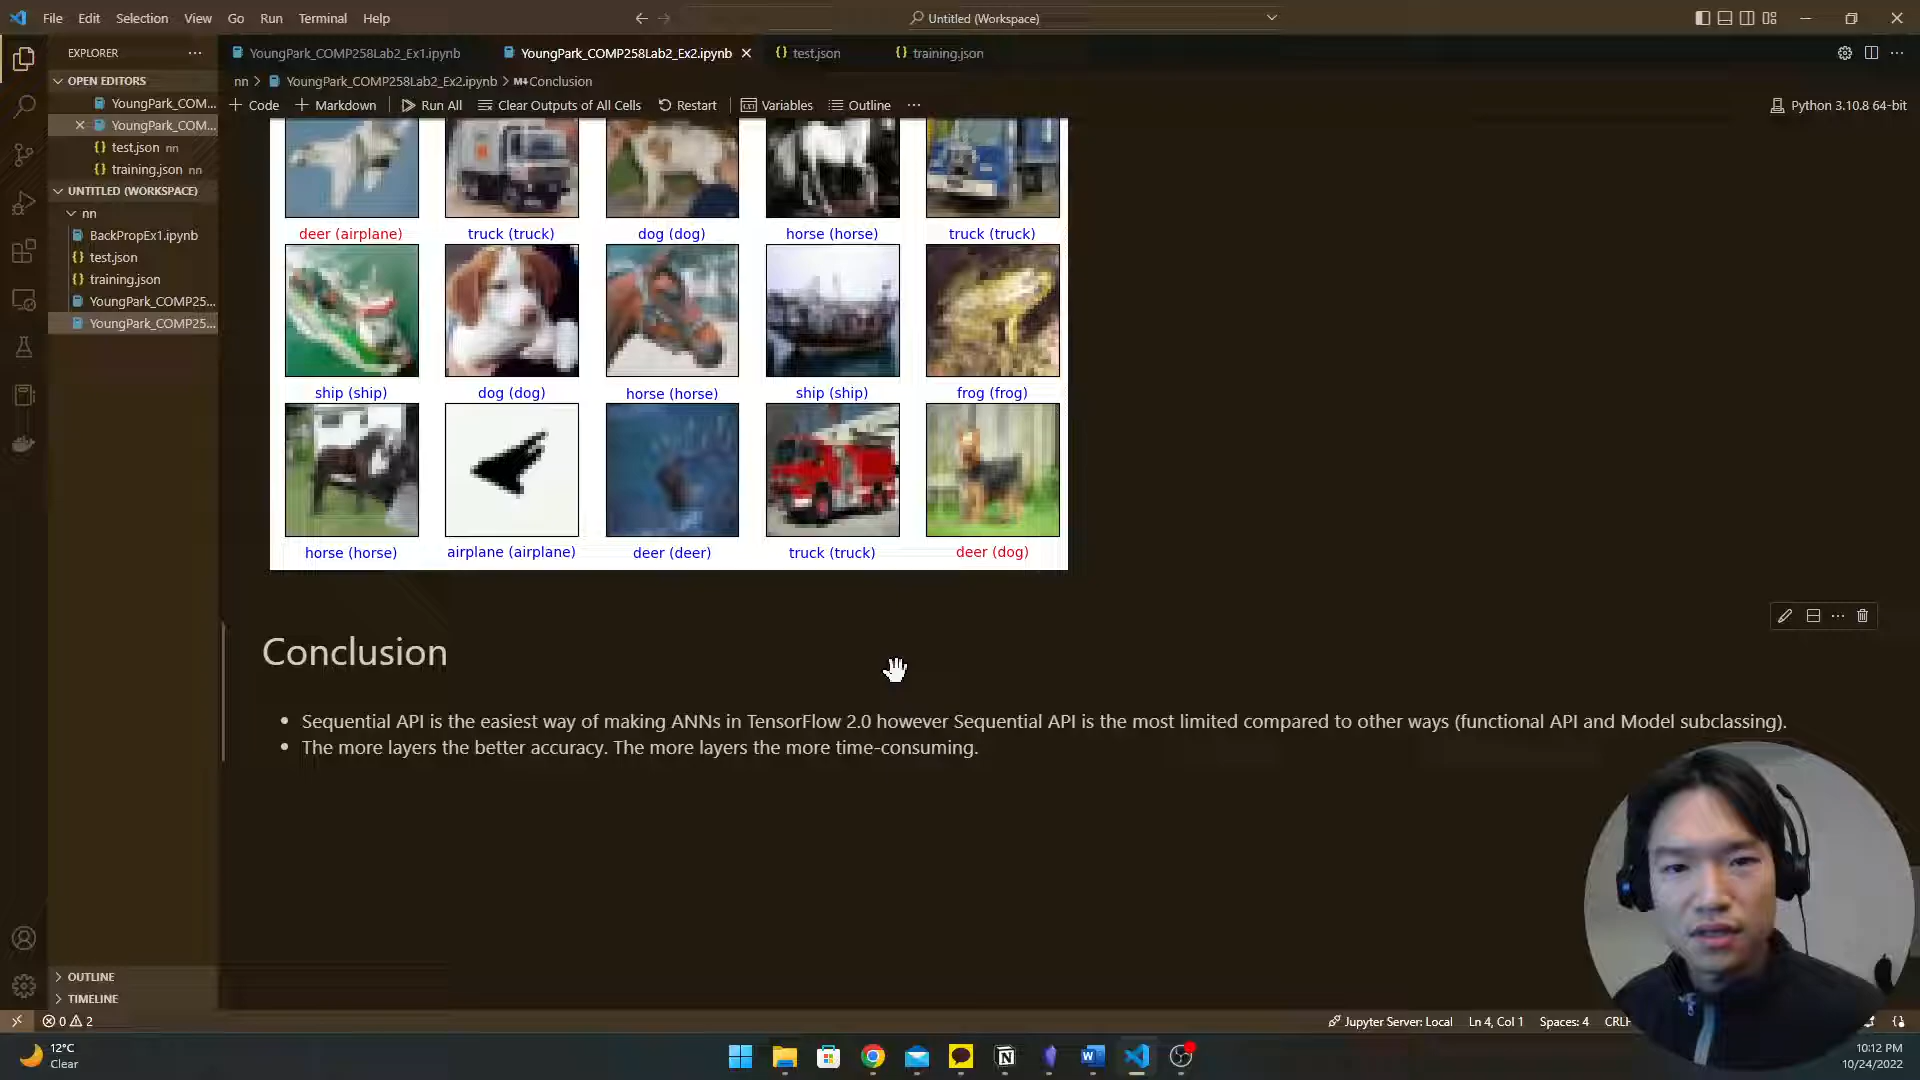 File Edit Selection View Go Run Terminal Help
Untitled (Workspace)
EXPLORER
YoungPark_COMP258Lab2_Ex1.ipynb
YoungPark_COMP258Lab2_Ex2.ipynb
test.json
training.json
OPEN EDITORS
nn > YoungPark_COMP258Lab2_Ex2.ipynb > Conclusion
YoungPark_COM...
Code Markdown Run All Clear Outputs of All Cells Restart Variables Outline ...
Python 3.10.8 64-bit
YoungPark_COM...
test.json nn
training.json nn
UNTITLED (WORKSPACE)
nn
BackPropEx1.ipynb
test.json
training.json
YoungPark_COMP25...
YoungPark_COMP25...
deer (airplane) truck (truck) dog (dog) horse (horse) truck (truck)
ship (ship) dog (dog) horse (horse) ship (ship) frog (frog)
horse (horse) airplane (airplane) deer (deer) truck (truck) deer (dog)
Conclusion
• Sequential API is the easiest way of making ANNs in TensorFlow 2.0 however Sequential API is the most limited compared to other ways (functional API and Model subclassing).
• The more layers the better accuracy. The more layers the more time-consuming.
OUTLINE
TIMELINE
0 2
Jupyter Server: Local Ln 4, Col 1 Spaces: 4
12°C
Clear
10:12 PM
10/24/2022